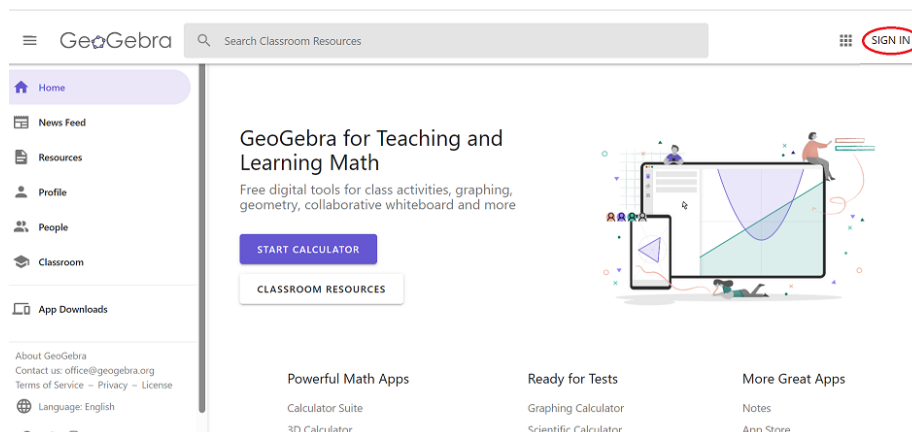 GeoGebra
Search Classroom Resources
SIGN IN
Home
News Feed
Resources
Profile
People
Classroom
App Downloads
About GeoGebra
Contact us: office@geogebra.org
Terms of Service – Privacy – License
Language: English
GeoGebra for Teaching and
Learning Math
Free digital tools for class activities, graphing,
geometry, collaborative whiteboard and more
START CALCULATOR
CLASSROOM RESOURCES
Powerful Math Apps
Calculator Suite
3D Calculator
Ready for Tests
Graphing Calculator
Scientific Calculator
More Great Apps
Notes
App Store